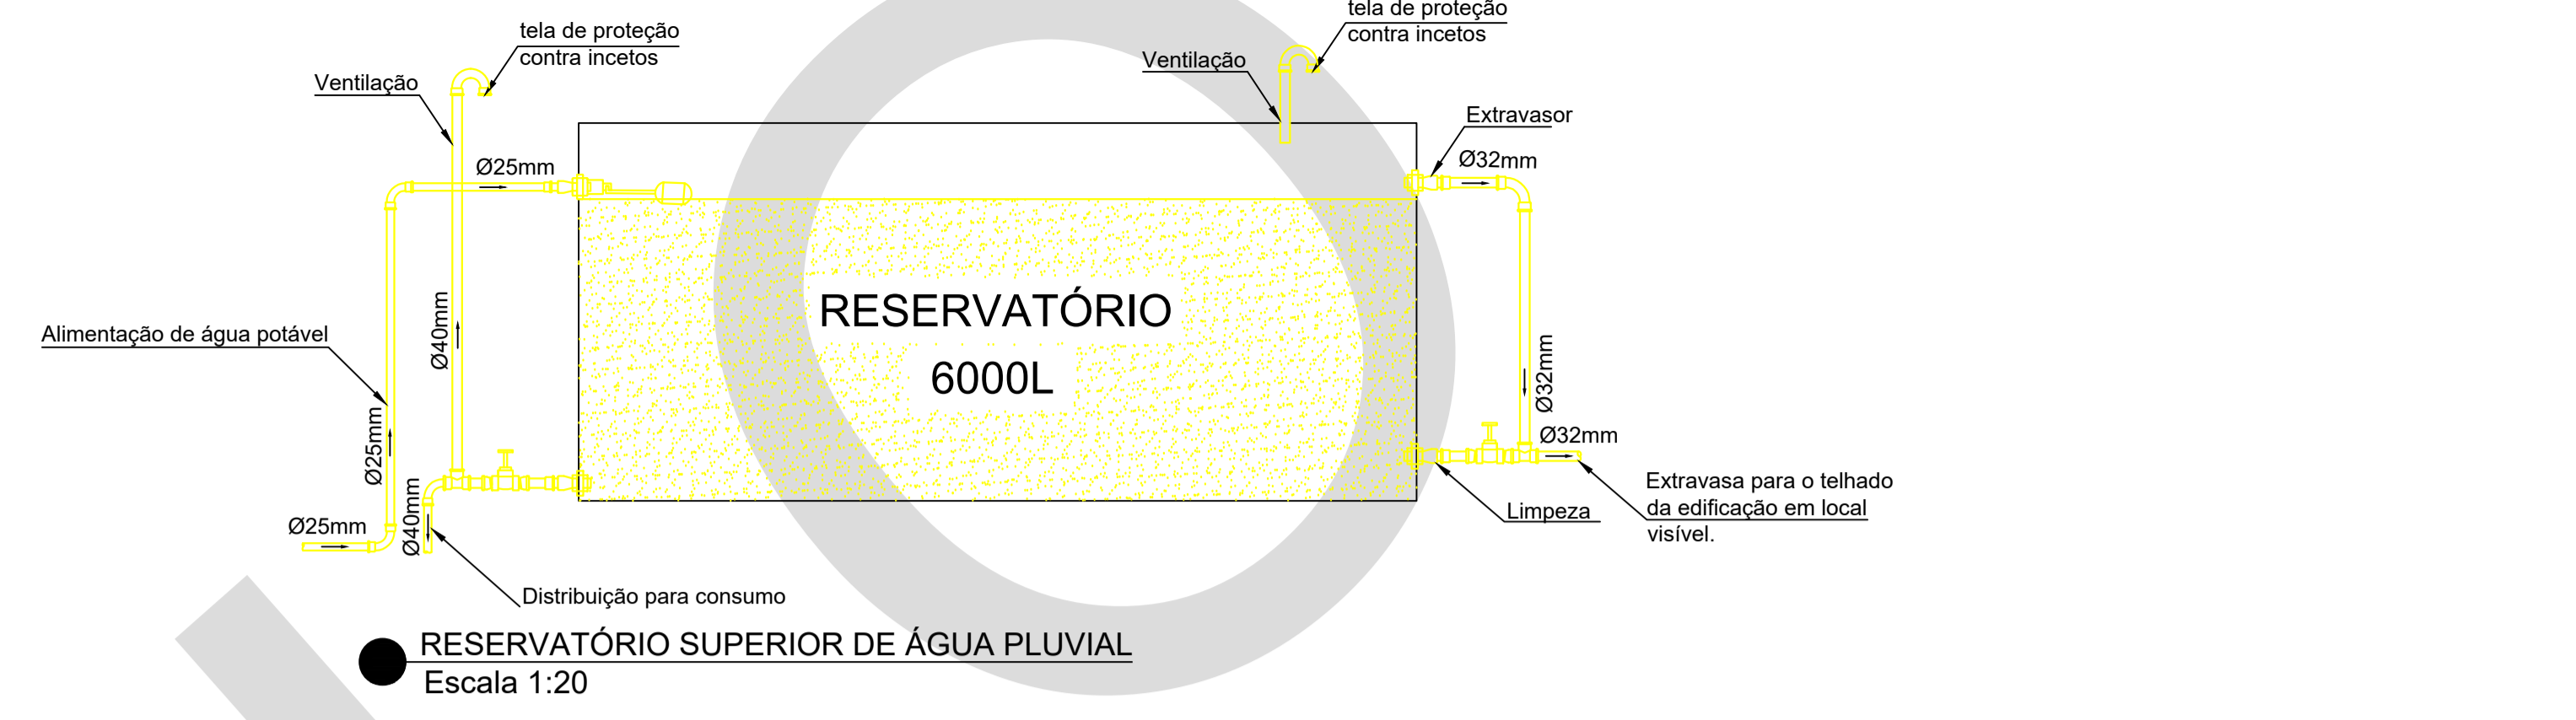 tela de proteção
contra incetos
Ventilação
Ø25mm
Ø40mm
Alimentação de água potável
Ø25mm
Ø25mm
Ø40mm
Distribuição para consumo
tela de proteção
contra incetos
Ventilação
Extravasor
Ø32mm
RESERVATÓRIO
6000L
Ø32mm
Ø32mm
Limpeza
Extravasa para o telhado
da edificação em local
visível.
RESERVATÓRIO SUPERIOR DE ÁGUA PLUVIAL
Escala 1:20